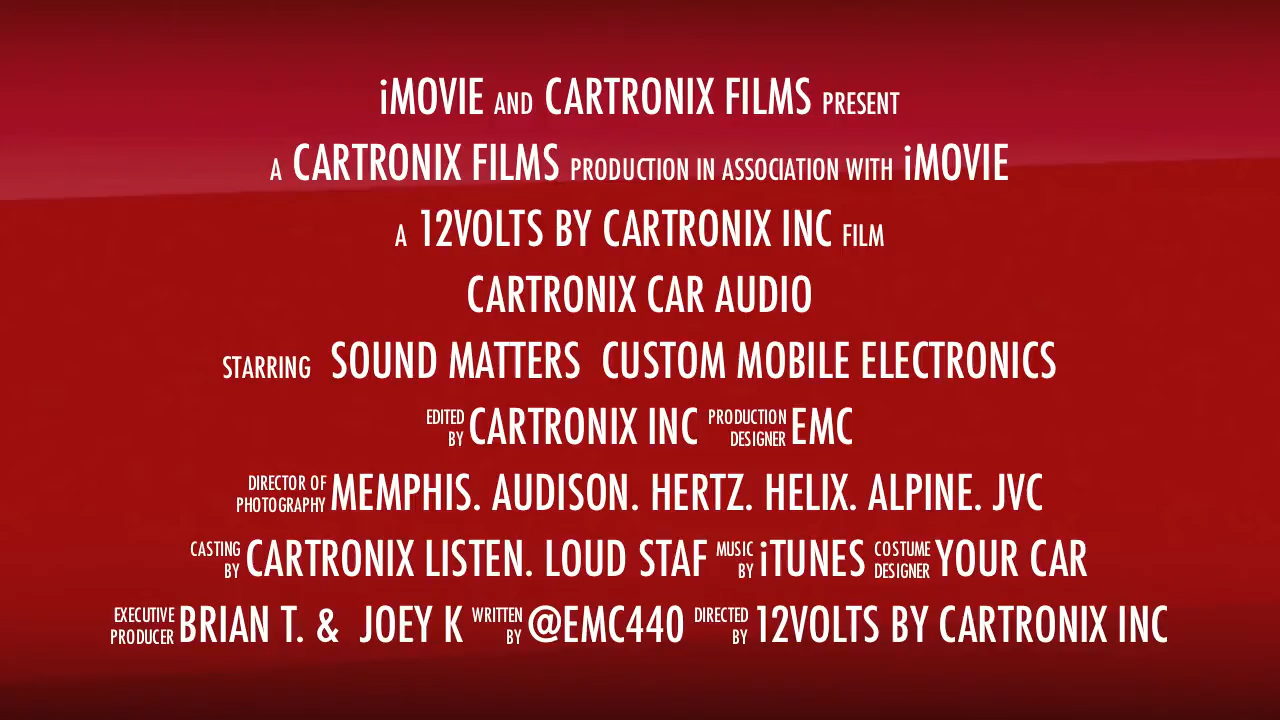 iMOVIE AND CARTRONIX FILMS PRESENT
A CARTRONIX FILMS PRODUCTION IN ASSOCIATION WITH iMOVIE
A 12VOLTS BY CARTRONIX INC FILM
CARTRONIX CAR AUDIO
STARRING SOUND MATTERS CUSTOM MOBILE ELECTRONICS
EDITED BY CARTRONIX INC PRODUCTION DESIGNER EMC
DIRECTOR OF PHOTOGRAPHY MEMPHIS. AUDISON. HERTZ. HELIX. ALPINE. JVC
CASTING BY CARTRONIX LISTEN. LOUD STAF MUSIC BY iTUNES COSTUME DESIGNER YOUR CAR
EXECUTIVE PRODUCER BRIAN T. & JOEY K WRITTEN BY @EMC440 DIRECTED BY 12VOLTS BY CARTRONIX INC